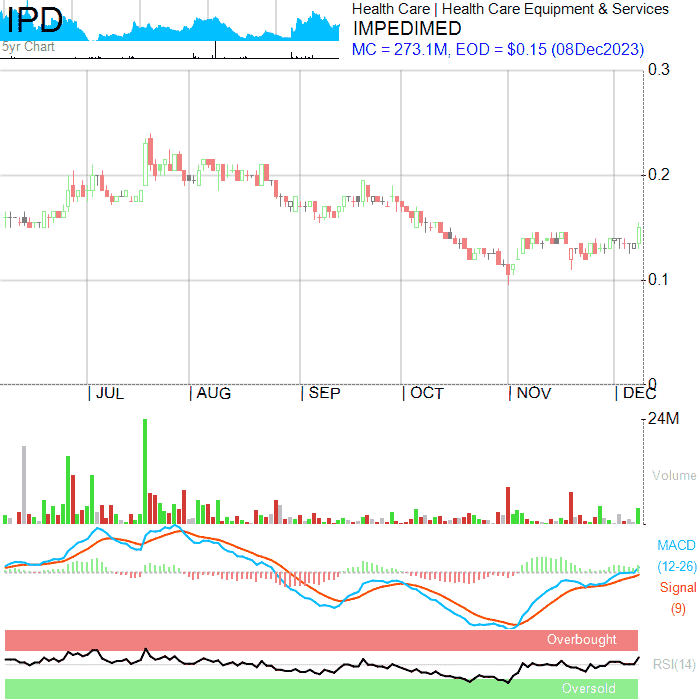 IPD
5yr Chart
Health Care | Health Care Equipment & Services
IMPEDIMED
MC = 273.1M, EOD = $0.15 (08Dec2023)
0.3
0.2
0.1
0
JUL
AUG
SEP
OCT
NOV
DEC
24M
Volume
MACD
(12-26)
Signal
(9)
Overbought
RSI(14)
Oversold